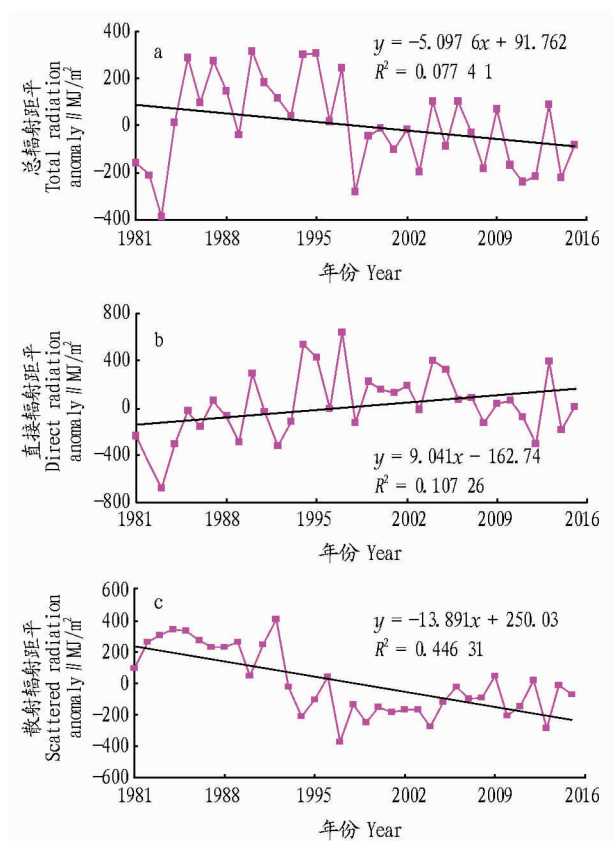 a
y = -5.097 6x + 91.762
R² = 0.077 4 1
总辐射距平
Total radiation
anomaly // MJ/m²
400
200
0
-200
-400
1981
1988
1995
2002
2009
2016
年份 Year
b
直接辐射距平
Direct radiation
anomaly // MJ/m²
800
400
0
-400
-800
y = 9.041x - 162.74
R² = 0.107 26
1981
1988
1995
2002
2009
2016
年份 Year
c
y = -13.891x + 250.03
R² = 0.446 31
散射辐射距平
Scattered radiation
anomaly // MJ/m²
600
400
200
0
-200
-400
-600
1981
1988
1995
2002
2009
2016
年份 Year